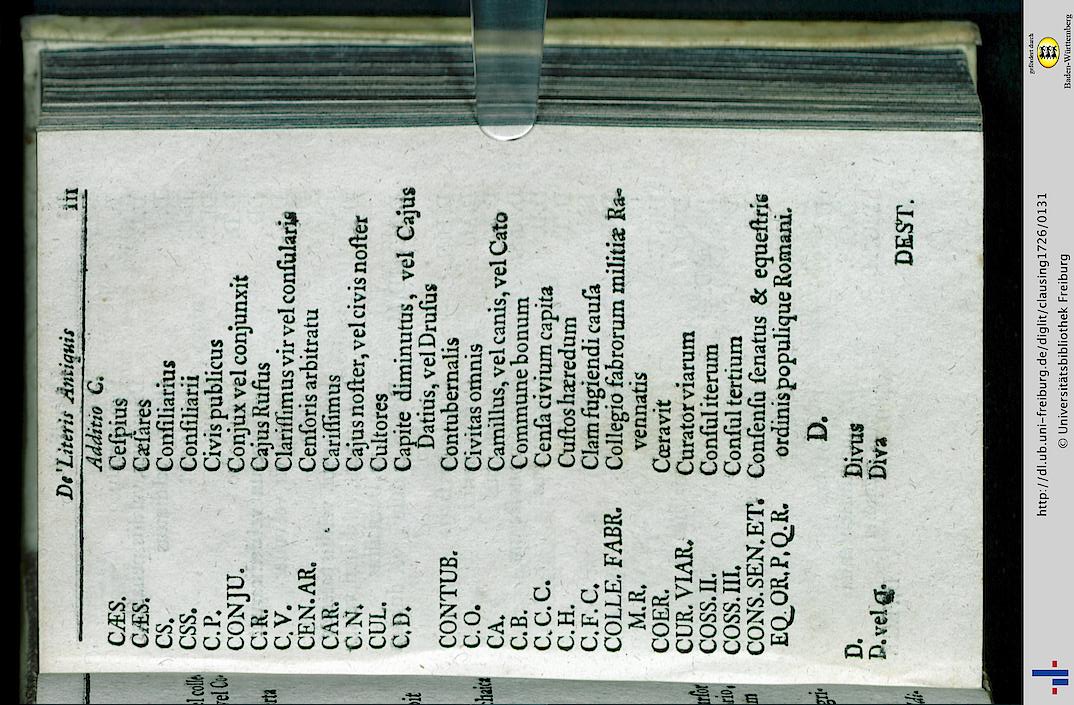 De Literis Antiquis 111
Additio C.
CÆS. Ceſpius
CÆS. Cæſares
CS. Conſiliarius
CSS. Conſiliarii
C.P. Civis publicus
CONJU. Conjux vel conjunxit
C.R. Cajus Rufus
C.V. Clariſſimus vir vel conſularis
CEN.AR. Cenſoris arbitratu
CAR. Cariſſimus
C.N. Cajus noſter, vel civis noſter
CUL. Cultores
C.D. Capite diminutus, vel Cajus
Datius, vel Druſus
CONTUB. Contubernalis
C.O. Civitas omnis
CA. Camillus, vel canis, vel Cato
C.B. Commune bonum
C.C.C. Cenſa civium capita
C.H. Cuſtos hæredum
C.F.C. Clam fugiendi cauſa
COLLE. FABR. Collegio fabrorum militiæ Ra-
M.R. vennatis
COER. Cœravit
CUR. VIAR. Curator viarum
COSS. II. Conſul iterum
COSS. III. Conſul tertium
CONS. SEN. ET. Conſenſu ſenatus & equeſtris
EQ. OR. P. Q. R. ordinis populique Romani.
D.
D. Divus
D. vel Diva
DEST.
gefördert durch
Baden-Württemberg
http://dl.ub.uni-freiburg.de/diglit/clausing1726/0131
© Universitätsbibliothek Freiburg